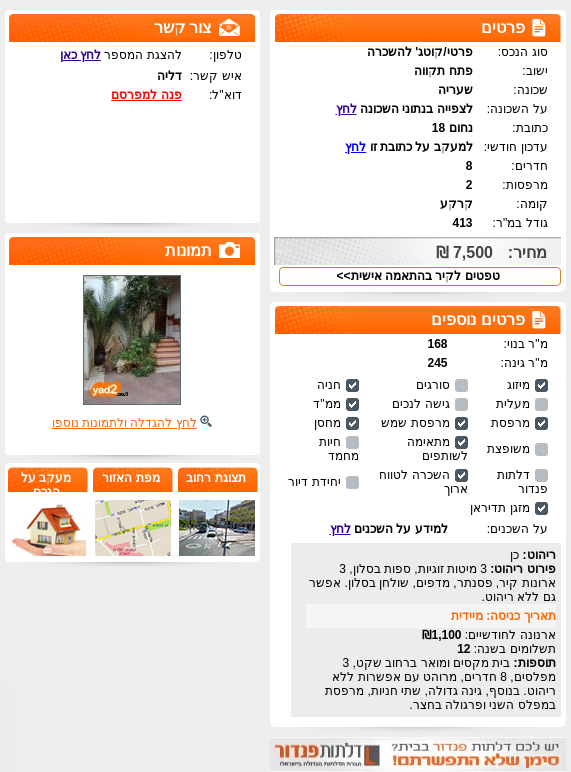 פרטים
סוג הנכס: פרטי/קוטג' להשכרה
ישוב: פתח תקווה
שכונה: שעריה
על השכונה: לצפייה בנתוני השכונה לחץ
כתובת: נחום 18
עדכון חודשי: למעקב על כתובת זו לחץ
חדרים: 8
מרפסות: 2
קומה: קרקע
גודל במ"ר: 413
מחיר: 7,500 ₪
טפטים לקיר בהתאמה אישית>>
פרטים נוספים
מ"ר בנוי: 168
מ"ר גינה: 245
מיזוג סורגים חניה
מעלית גישה לנכים ממ"ד
מרפסת מרפסת שמש מחסן
משופצת מתאימה לשותפים חיות מחמד
דלתות פנדור השכרה לטווח ארוך יחידת דיור
מזגן תדיראן
על השכנים: למידע על השכנים לחץ
ריהוט: כן
פירוט ריהוט: 3 מיטות זוגיות, ספות בסלון, 3
ארונות קיר, פסנתר, מדפים, שולחן בסלון. אפשר
גם ללא ריהוט.
תאריך כניסה: מיידית
ארנונה לחודשיים: 1,100₪
תשלומים בשנה: 12
תוספות: בית מקסים ומואר ברחוב שקט, 3
מפלסים, 8 חדרים, מרוהט עם אפשרות ללא
ריהוט. בנוסף, גינה גדולה, שתי חניות, מרפסת
במפלס השני ופרגולה בחצר.
יש לכם דלתות פנדור בבית?
סימן שלא התפשרתם!
דלתות פנדור
חברת הדלתות הגדולה בישראל
צור קשר
טלפון: להצגת המספר לחץ כאן
איש קשר: דליה
דוא"ל: פנה למפרסם
תמונות
yad2
לחץ להגדלה ולתמונות נוספו
תצוגת רחוב
מפת האזור
מעקב על
הנכס